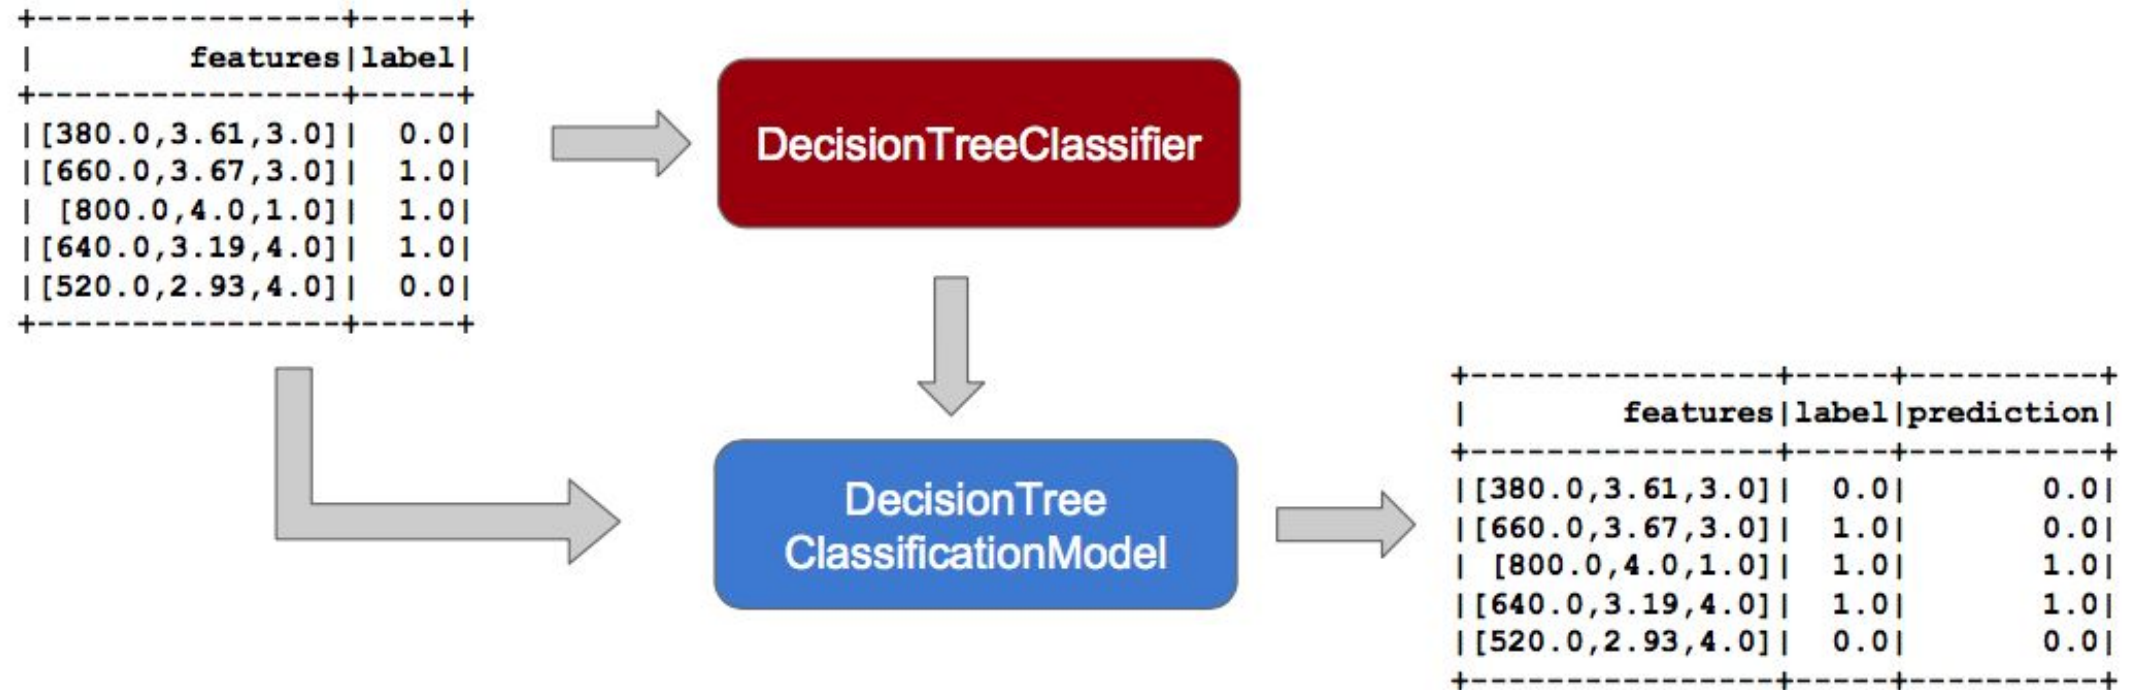 +----------------+-----+
|        features|label|
+----------------+-----+
|[380.0,3.61,3.0]|  0.0|
|[660.0,3.67,3.0]|  1.0|
| [800.0,4.0,1.0]|  1.0|
|[640.0,3.19,4.0]|  1.0|
|[520.0,2.93,4.0]|  0.0|
+----------------+-----+
DecisionTreeClassifier
DecisionTree
ClassificationModel
+----------------+-----+----------+
|        features|label|prediction|
+----------------+-----+----------+
|[380.0,3.61,3.0]|  0.0|       0.0|
|[660.0,3.67,3.0]|  1.0|       0.0|
| [800.0,4.0,1.0]|  1.0|       1.0|
|[640.0,3.19,4.0]|  1.0|       1.0|
|[520.0,2.93,4.0]|  0.0|       0.0|
+----------------+-----+----------+